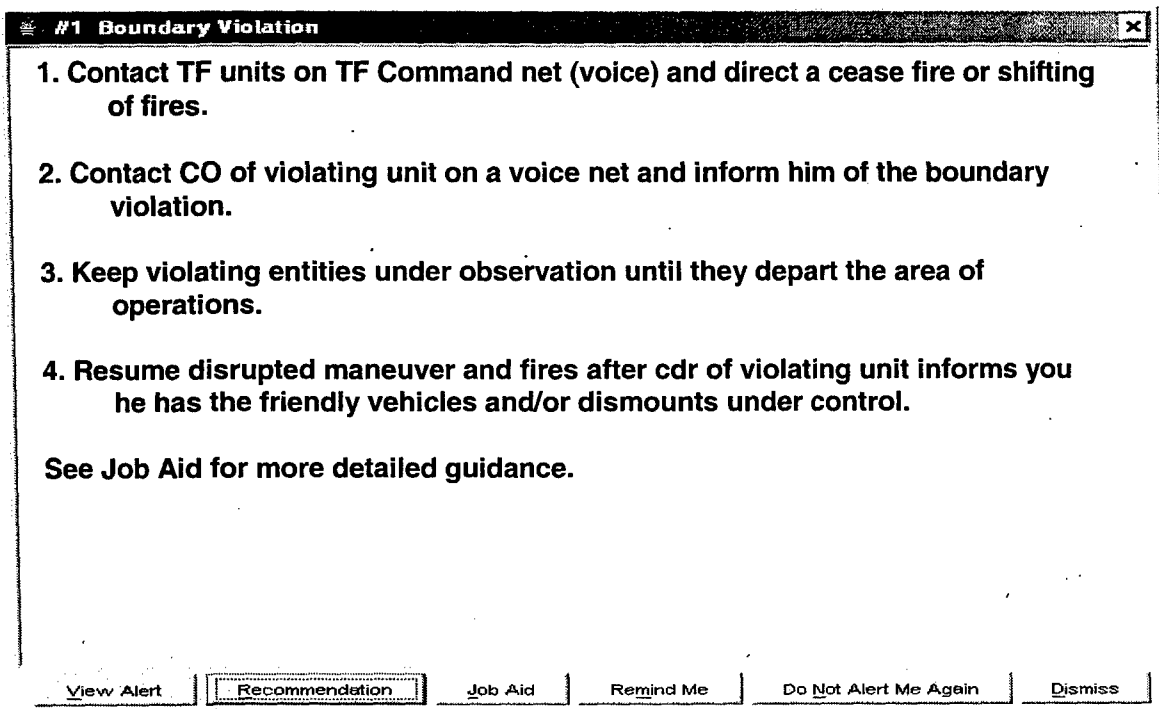 #1 Boundary Violation
1. Contact TF units on TF Command net (voice) and direct a cease fire or shifting
of fires.
2. Contact CO of violating unit on a voice net and inform him of the boundary
violation.
3. Keep violating entities under observation until they depart the area of
operations.
4. Resume disrupted maneuver and fires after cdr of violating unit informs you
he has the friendly vehicles and/or dismounts under control.
See Job Aid for more detailed guidance.
View Alert Recommendation Job Aid Remind Me Do Not Alert Me Again Dismiss